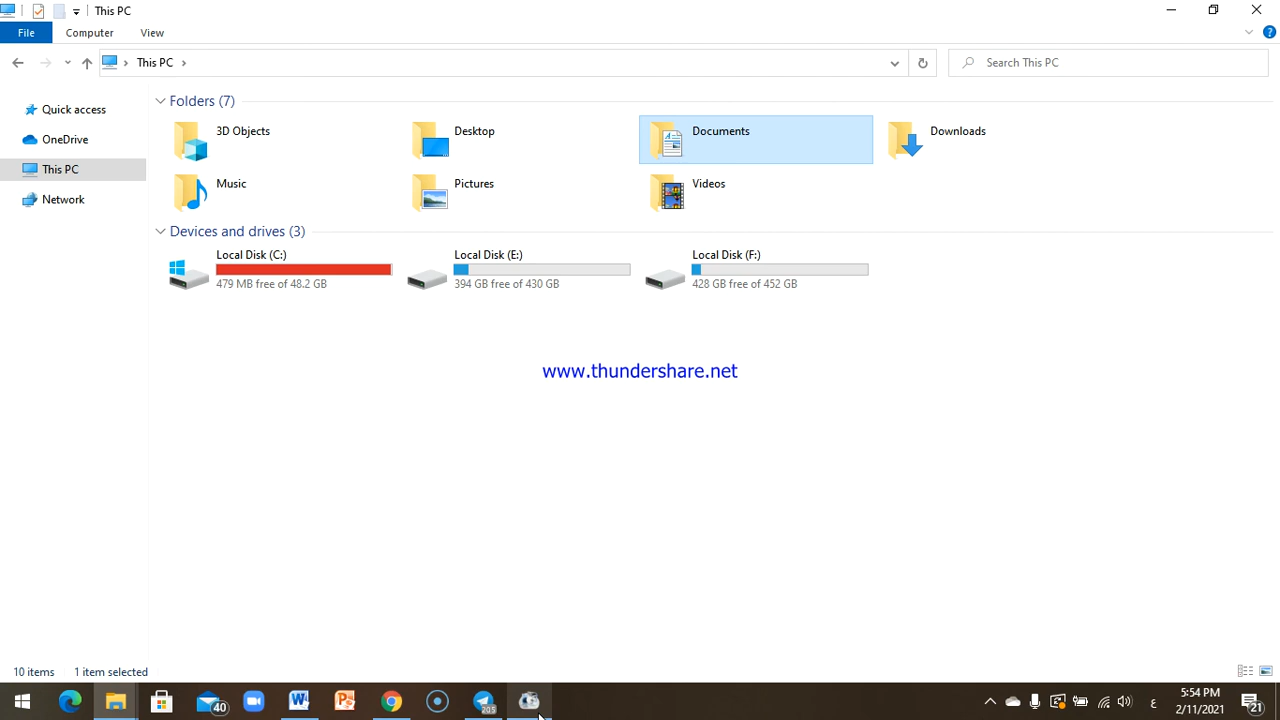 This PC
File Computer View
This PC
Search This PC
Quick access
OneDrive
This PC
Network
Folders (7)
3D Objects
Desktop
Documents
Downloads
Music
Pictures
Videos
Devices and drives (3)
Local Disk (C:)
479 MB free of 48.2 GB
Local Disk (E:)
394 GB free of 430 GB
Local Disk (F:)
428 GB free of 452 GB
www.thundershare.net
10 items 1 item selected
40
205
ع
5:54 PM
2/11/2021
21